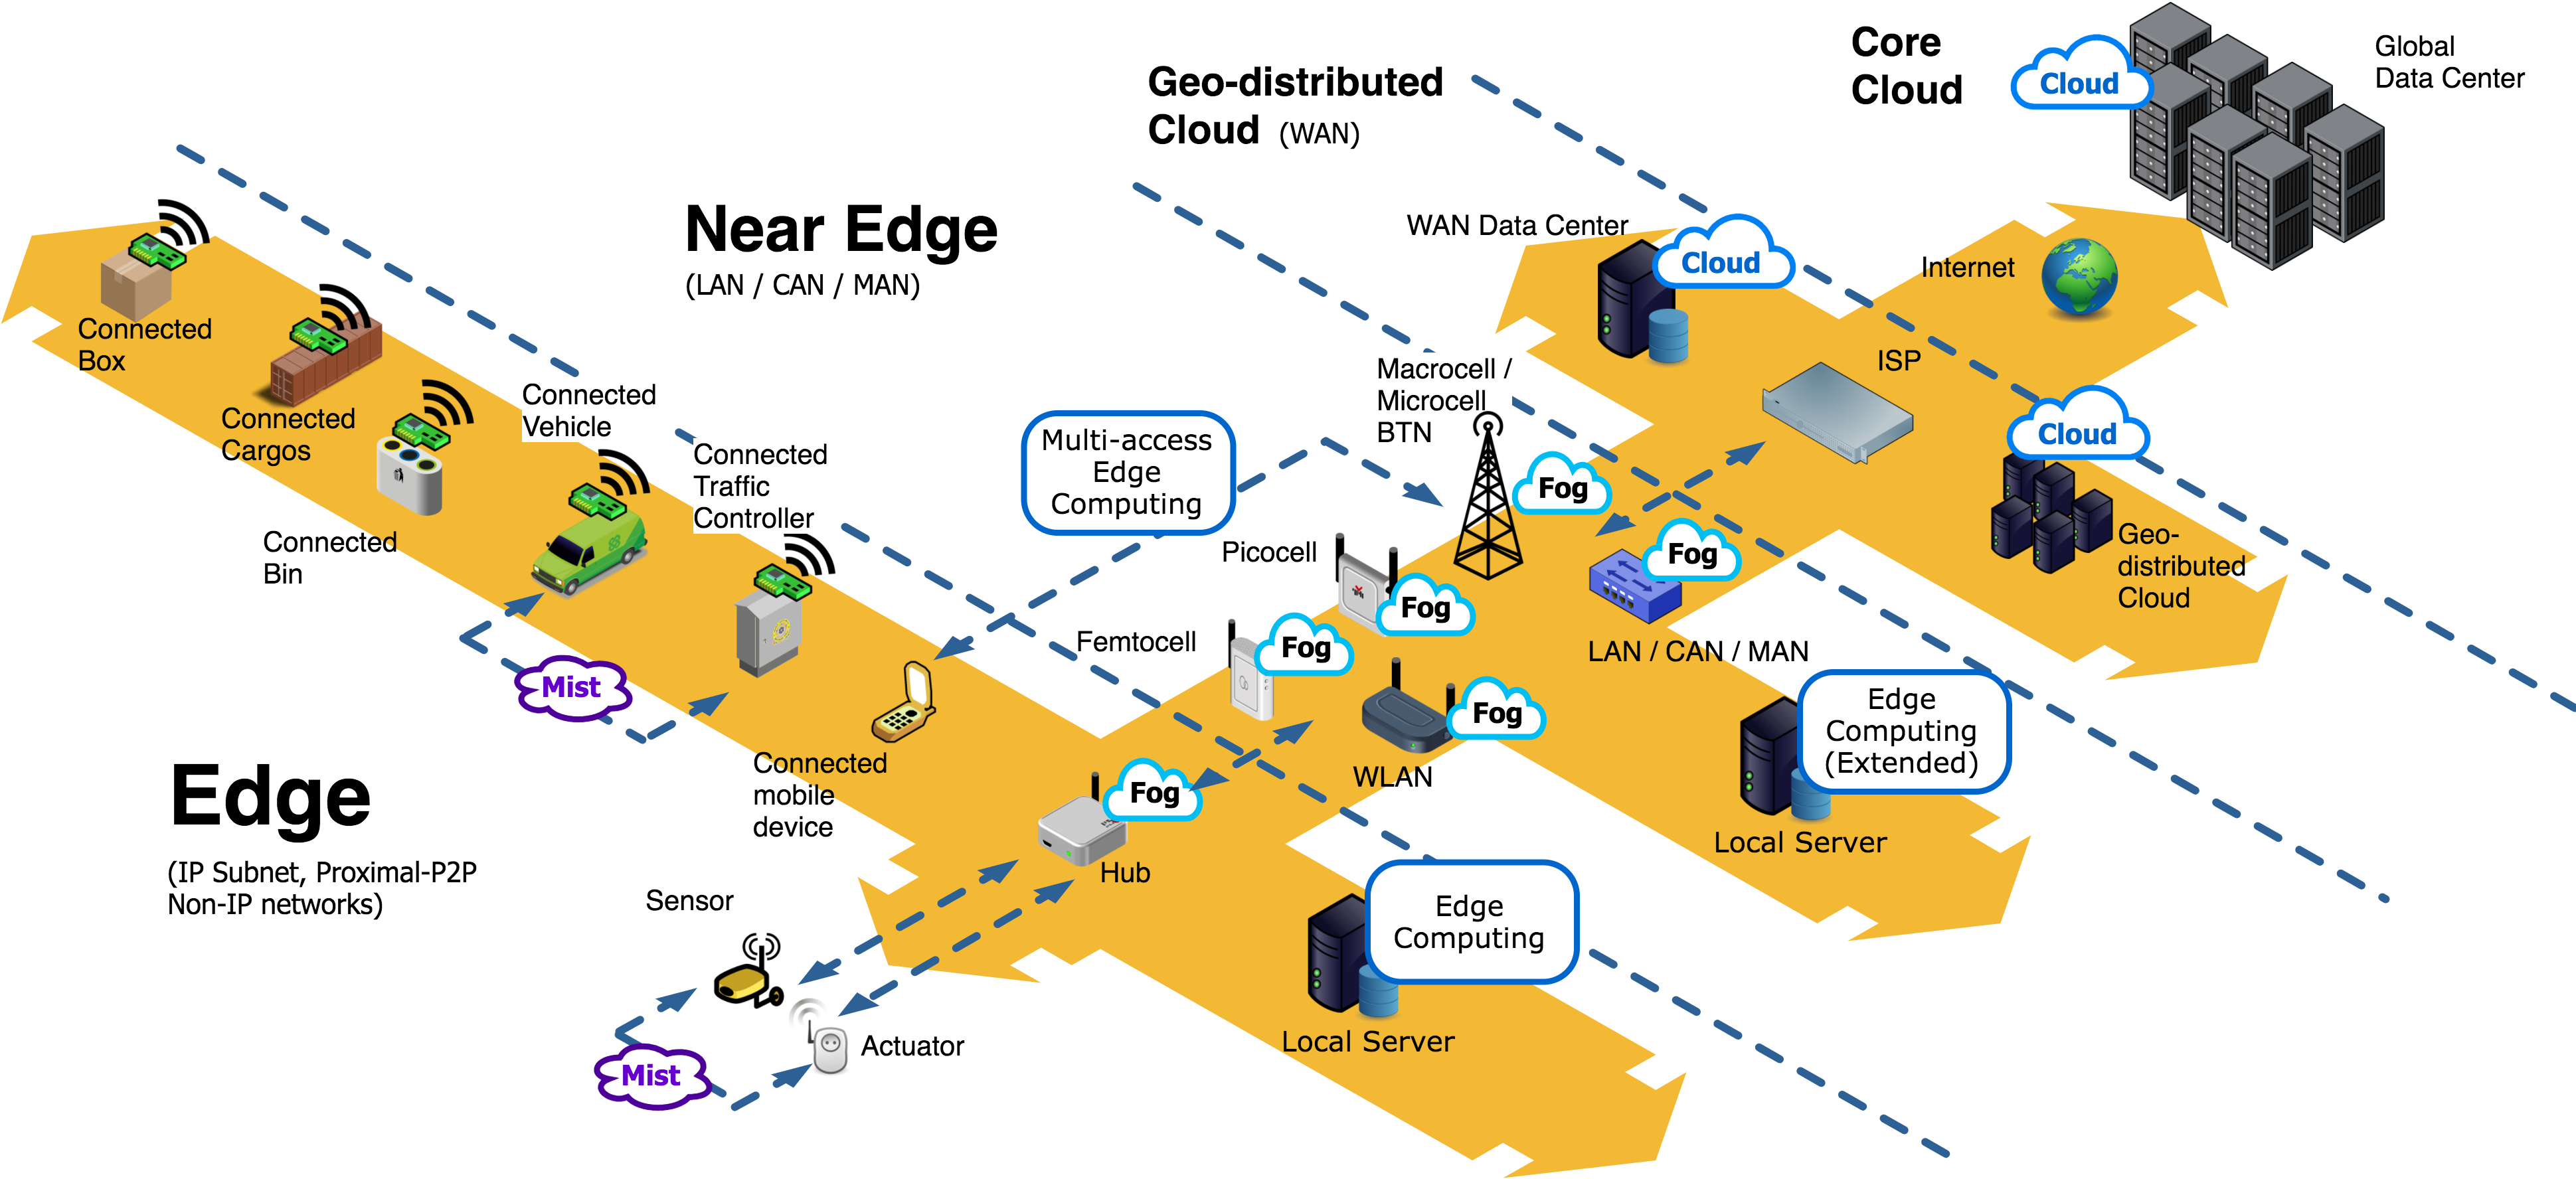 Core
Cloud
Cloud
Global
Data Center
Geo-distributed
Cloud (WAN)
Near Edge
(LAN / CAN / MAN)
WAN Data Center
Cloud
Internet
ISP
Connected
Box
Connected
Cargos
Connected
Vehicle
Connected
Bin
Connected
Traffic
Controller
Multi-access
Edge
Computing
Macrocell /
Microcell
BTN
Fog
Picocell
Fog
Fog
LAN / CAN / MAN
Cloud
Geo-
distributed
Cloud
Femtocell
Fog
Fog
WLAN
Mist
Connected
mobile
device
Fog
Hub
Edge
Computing
(Extended)
Local Server
Edge
(IP Subnet, Proximal-P2P
Non-IP networks)
Sensor
Edge
Computing
Local Server
Actuator
Mist